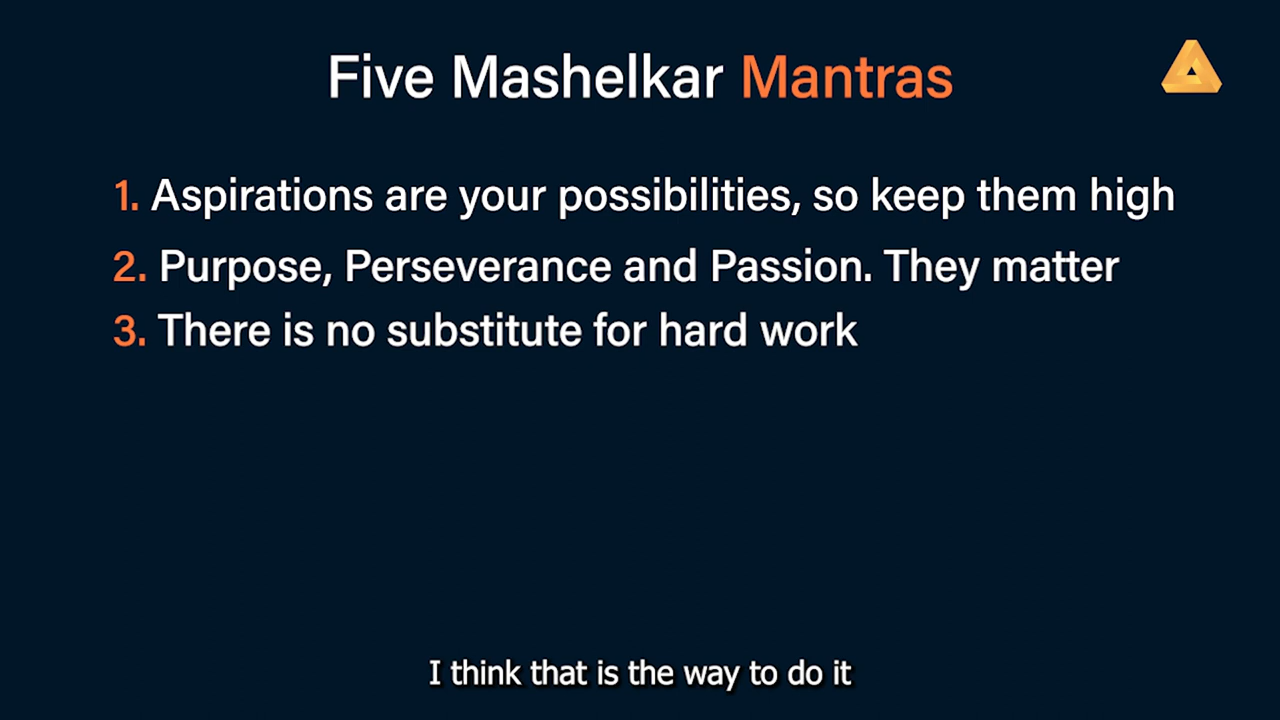 Five Mashelkar Mantras
1. Aspirations are your possibilities, so keep them high
2. Purpose, Perseverance and Passion. They matter
3. There is no substitute for hard work
I think that is the way to do it